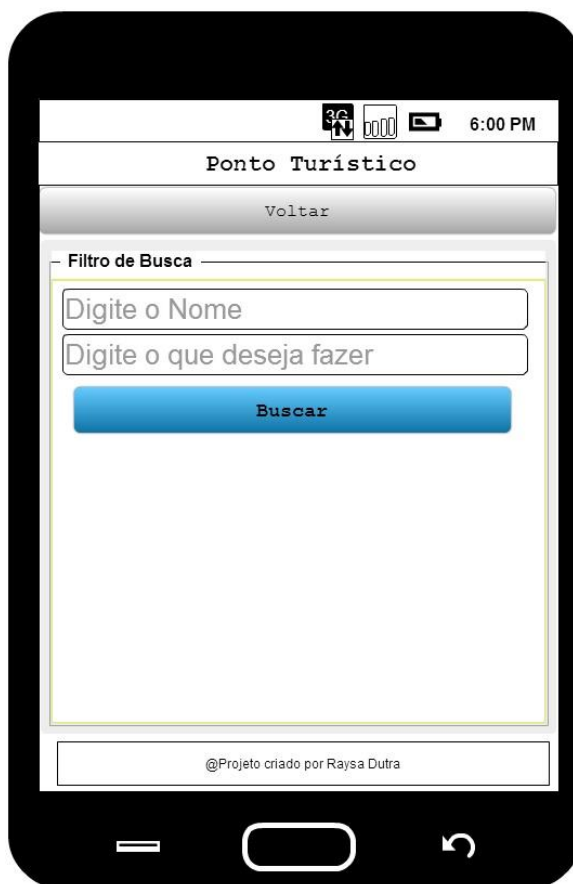 3G
6:00 PM
Ponto Turístico
Voltar
Filtro de Busca
Digite o Nome
Digite o que deseja fazer
Buscar
@Projeto criado por Raysa Dutra